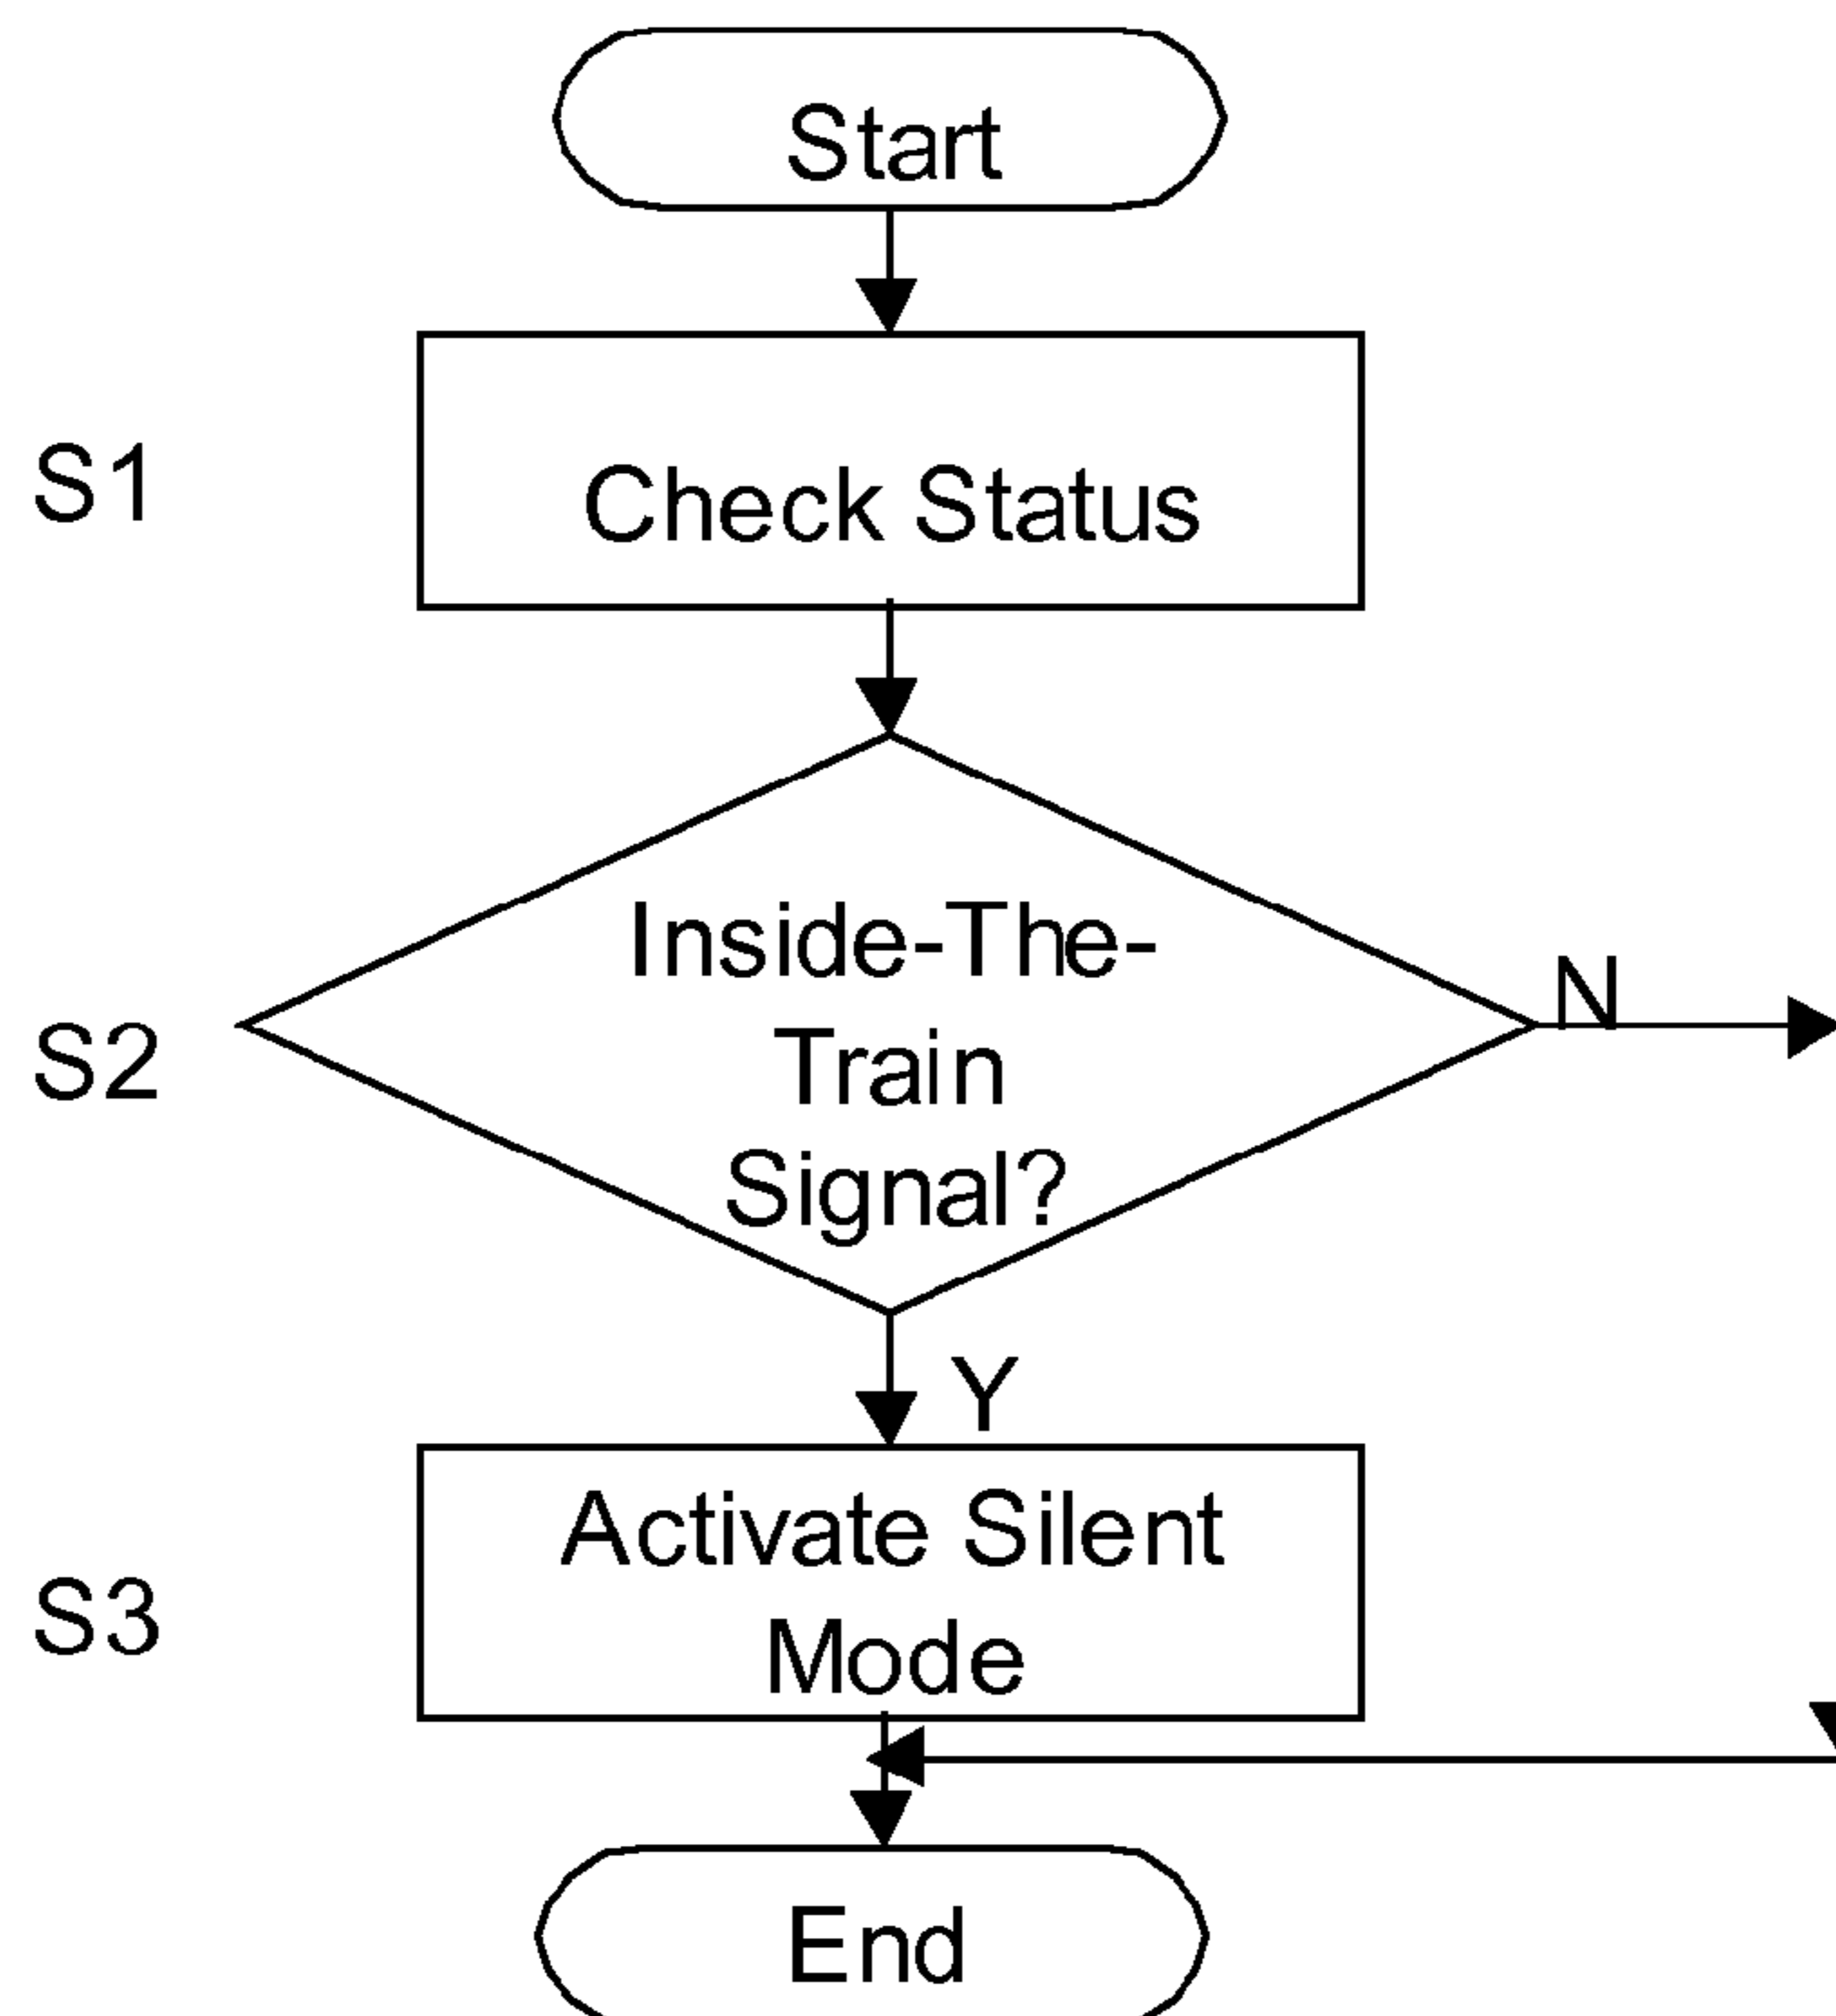 Start
S1
Check Status
Inside-The-
N
S2
Train
Signal?
Y
Activate Silent
S3
Mode
End